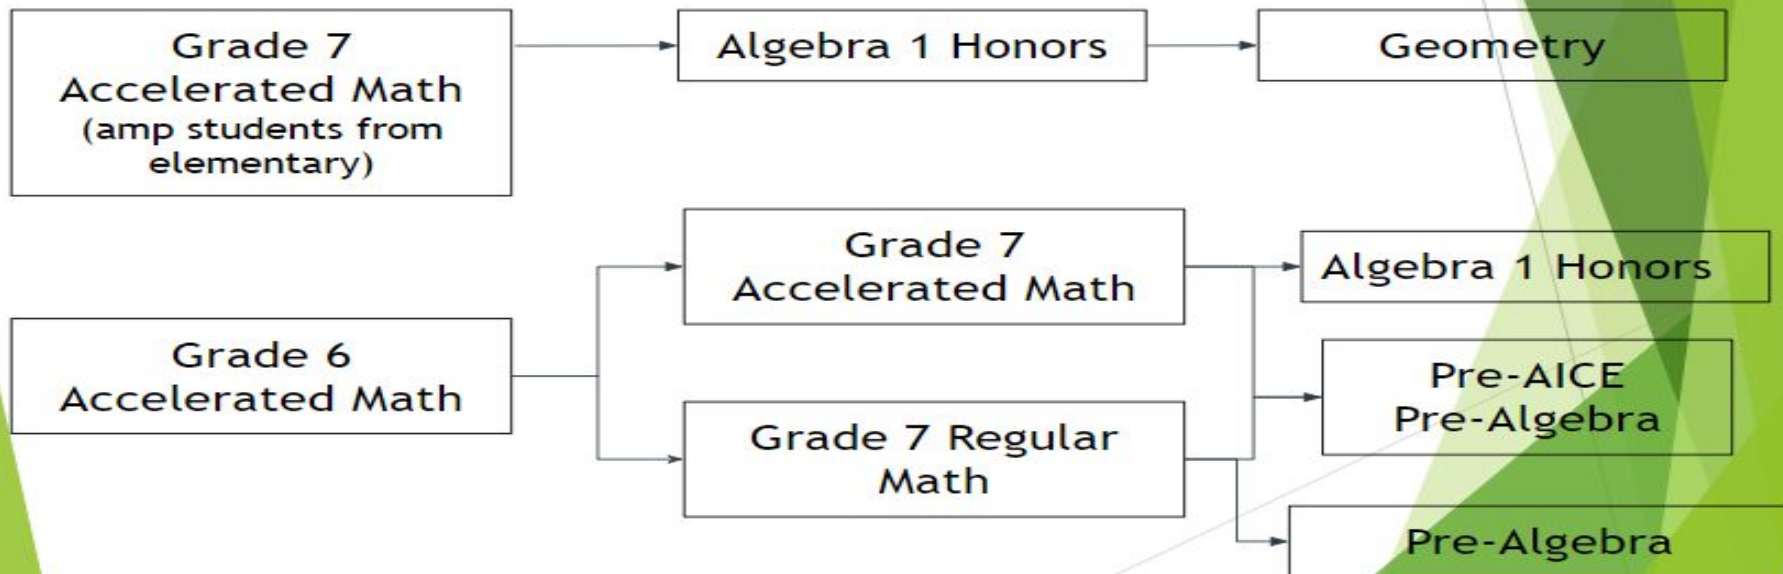 Grade 7
Accelerated Math
(amp students from
elementary)
Algebra 1 Honors
Geometry
Grade 6
Accelerated Math
Grade 7
Accelerated Math
Grade 7 Regular
Math
Algebra 1 Honors
Pre-AICE
Pre-Algebra
Pre-Algebra